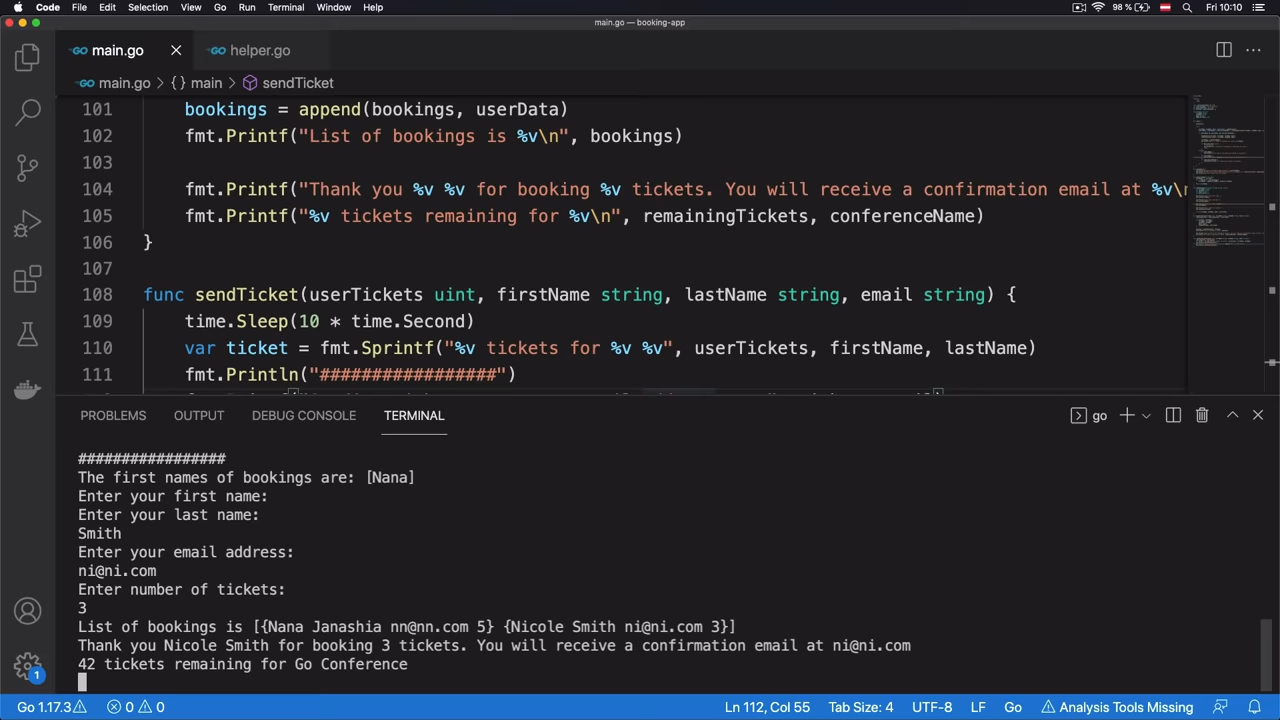 Code File Edit Selection View Go Run Terminal Window Help 98 % Fri 10:10
main.go — booking-app
main.go helper.go
main.go > {} main > sendTicket
101 bookings = append(bookings, userData)
102 fmt.Printf("List of bookings is %v\n", bookings)
103
104 fmt.Printf("Thank you %v %v for booking %v tickets. You will receive a confirmation email at %v\n
105 fmt.Printf("%v tickets remaining for %v\n", remainingTickets, conferenceName)
106 }
107
108 func sendTicket(userTickets uint, firstName string, lastName string, email string) {
109 time.Sleep(10 * time.Second)
110 var ticket = fmt.Sprintf("%v tickets for %v %v", userTickets, firstName, lastName)
111 fmt.Println("#################")
PROBLEMS OUTPUT DEBUG CONSOLE TERMINAL go
#################
The first names of bookings are: [Nana]
Enter your first name:
Enter your last name:
Smith
Enter your email address:
ni@ni.com
Enter number of tickets:
3
List of bookings is [{Nana Janashia nn@nn.com 5} {Nicole Smith ni@ni.com 3}]
Thank you Nicole Smith for booking 3 tickets. You will receive a confirmation email at ni@ni.com
42 tickets remaining for Go Conference
1
Go 1.17.3 0 0 Ln 112, Col 55 Tab Size: 4 UTF-8 LF Go Analysis Tools Missing